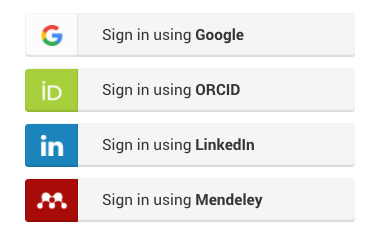 G Sign in using Google
iD Sign in using ORCID
in Sign in using LinkedIn
Sign in using Mendeley